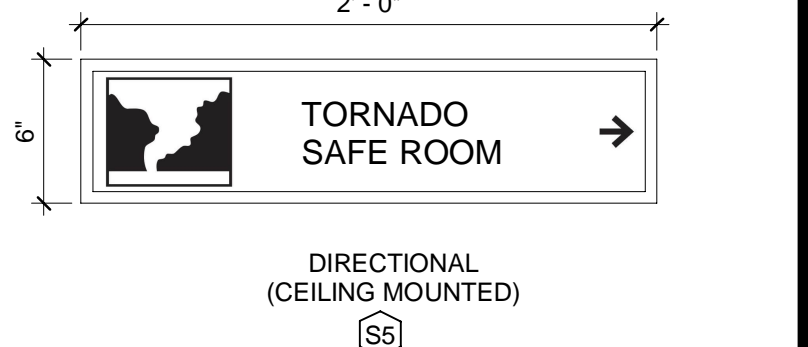 2' - 0"
6"
TORNADO
SAFE ROOM
DIRECTIONAL
(CEILING MOUNTED)
S5